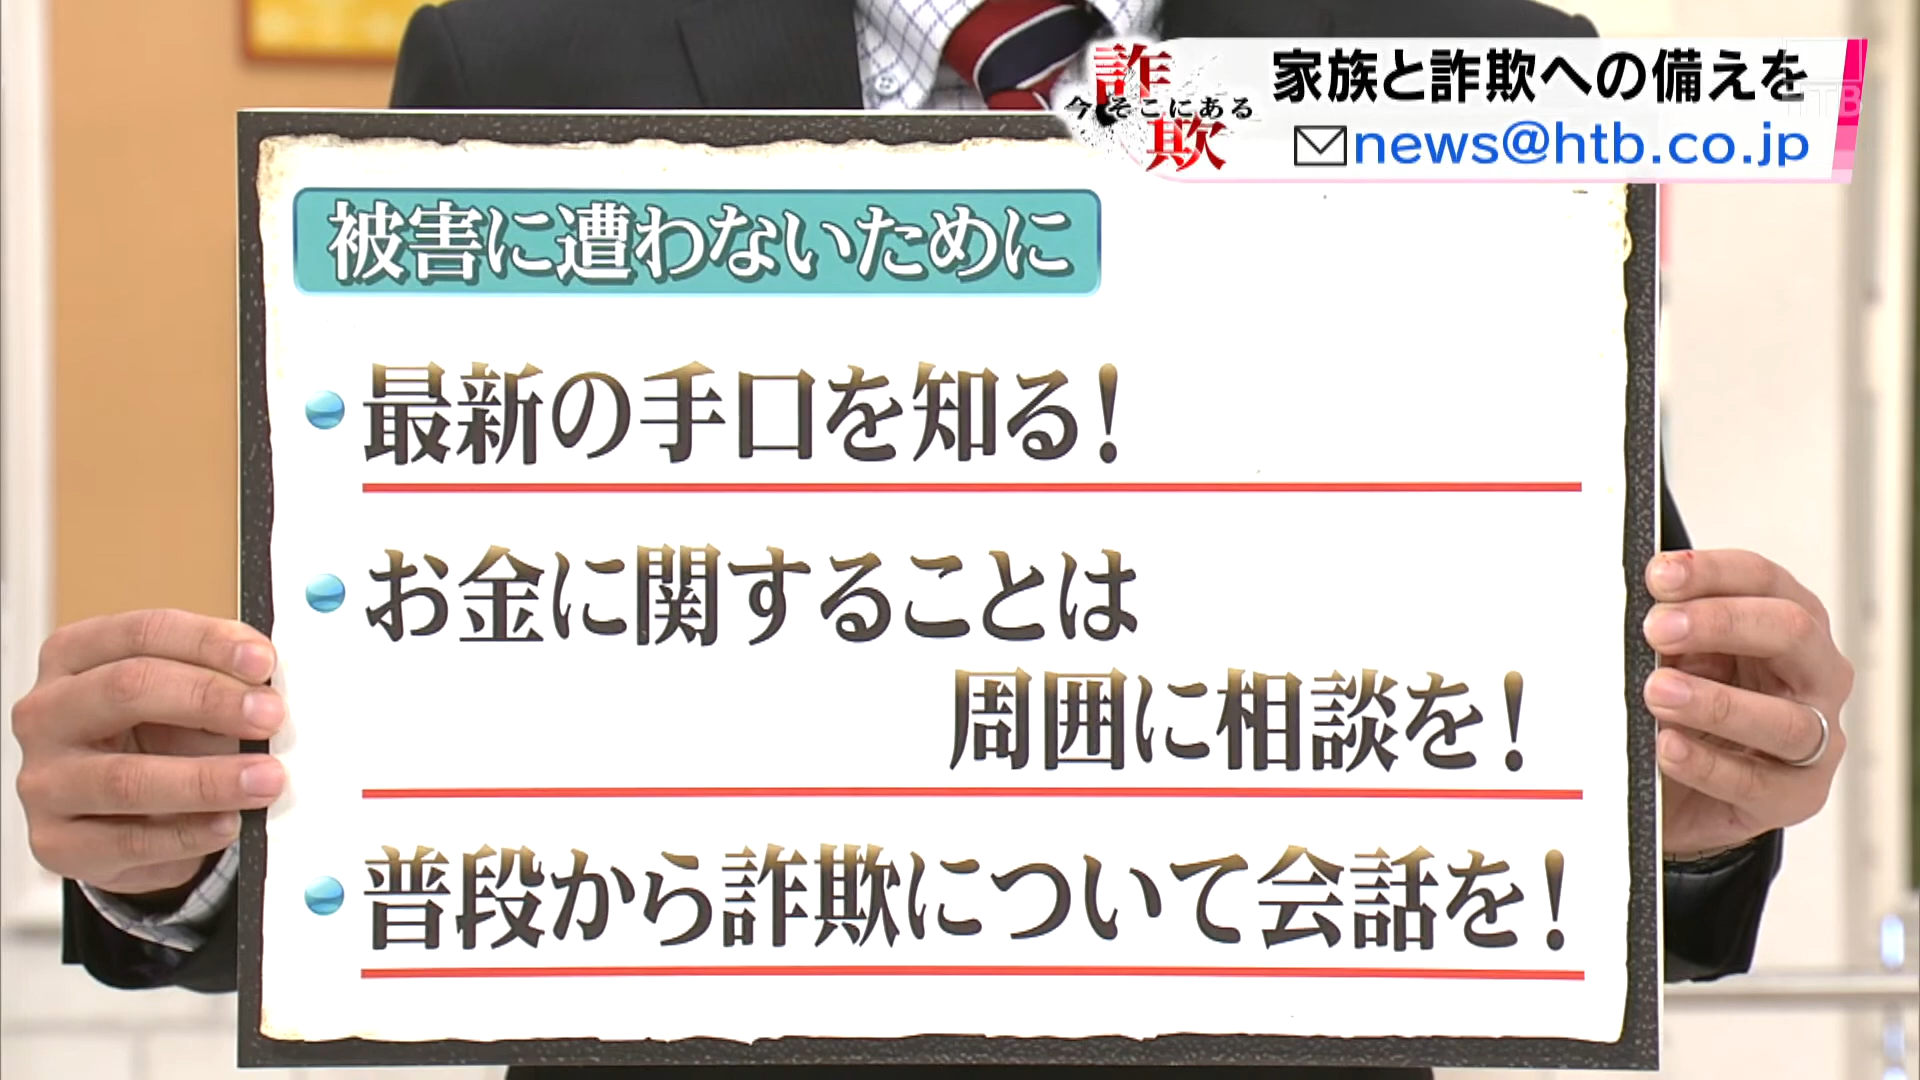 詐欺
今そこにある
家族と詐欺への備えを
news@htb.co.jp
HTB
被害に遭わないために
・最新の手口を知る！
・お金に関することは
周囲に相談を！
・普段から詐欺について会話を！